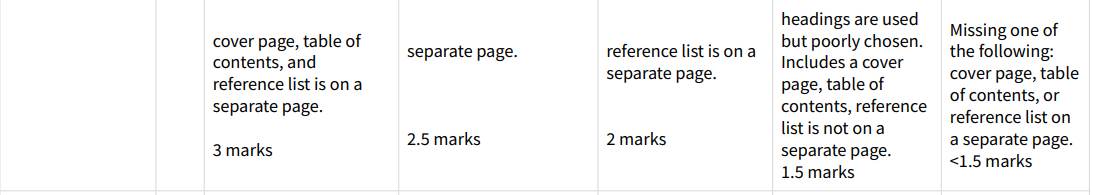 cover page, table of
contents, and
reference list is on a
separate page.
3 marks
separate page.
2.5 marks
reference list is on a
separate page.
2 marks
headings are used
but poorly chosen.
Includes a cover
page, table of
contents, reference
list is not on a
separate page.
1.5 marks
Missing one of
the following:
cover page, table
of contents, or
reference list on
a separate page.
<1.5 marks